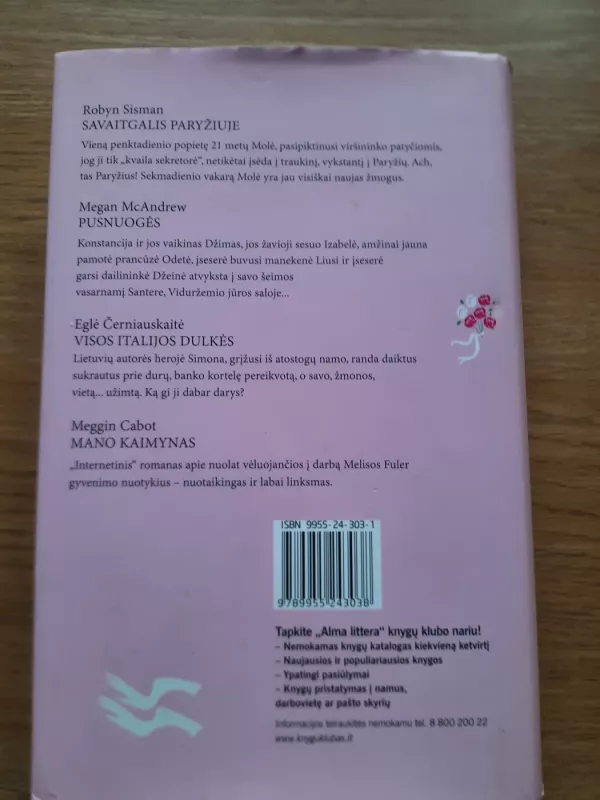 Robyn Sisman
SAVAITGALIS PARYŽIUJE
Vieną penktadienio popietę 21 metų Molė, pasipiktinusi viršininko patyčiomis,
jog ji tik „kvaila sekretorė“, netikėtai įsėda į traukinį, vykstantį į Paryžių. Ach,
tas Paryžius! Sekmadienio vakarą Molė yra jau visiškai naujas žmogus.
Megan McAndrew
PUSNUOGĖS
Konstancija ir jos vaikinas Džimas, jos žavioji sesuo Izabelė, amžinai jauna
pamotė prancūzė Odetė, įseserė buvusi manekenė Liusi ir įseserė
garsi dailininkė Džeinė atvyksta į savo šeimos
vasarnamį Santere, Viduržemio jūros saloje...
Eglė Černiauskaitė
VISOS ITALIJOS DULKĖS
Lietuvių autorės herojė Simona, grįžusi iš atostogų namo, randa daiktus
sukrautus prie durų, banko kortelę pereikvotą, o savo, žmonos,
vietą... užimtą. Ką gi ji dabar darys?
Meggin Cabot
MANO KAIMYNAS
„Internetinis“ romanas apie nuolat vėluojančios į darbą Melisos Fuler
gyvenimo nuotykius – nuotaikingas ir labai linksmas.
ISBN 9955-24-303-1
9 789955 243038
Tapkite „Alma littera“ knygų klubo nariu!
– Nemokamas knygų katalogas kiekvieną ketvirtį
– Naujausios ir populiariausios knygos
– Ypatingi pasiūlymai
– Knygų pristatymas į namus,
darbovietę ar pašto skyrių
Informacijos teiraukitės nemokamu tel. 8 800 200 22
www.knyguklubas.lt